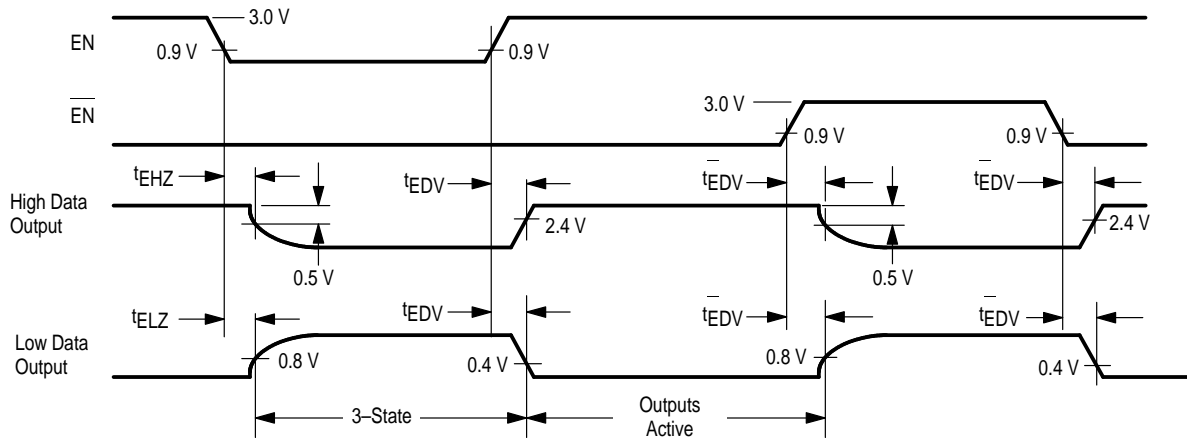 3.0 V
EN
0.9 V
0.9 V
EN
3.0 V
0.9 V
0.9 V
tEHZ
tEDV
tEDV
tEDV
High Data
Output
2.4 V
2.4 V
0.5 V
0.5 V
tELZ
tEDV
tEDV
tEDV
Low Data
Output
0.8 V
0.4 V
0.8 V
0.4 V
3–State
Outputs
Active